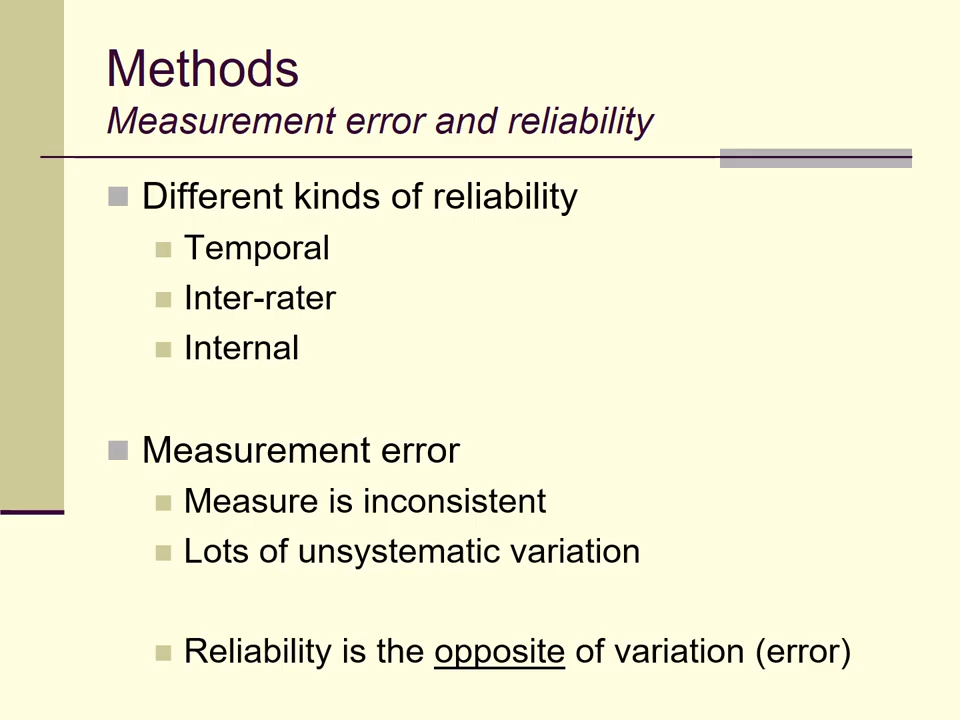 Methods
Measurement error and reliability
Different kinds of reliability
Temporal
Inter-rater
Internal
Measurement error
Measure is inconsistent
Lots of unsystematic variation
Reliability is the opposite of variation (error)